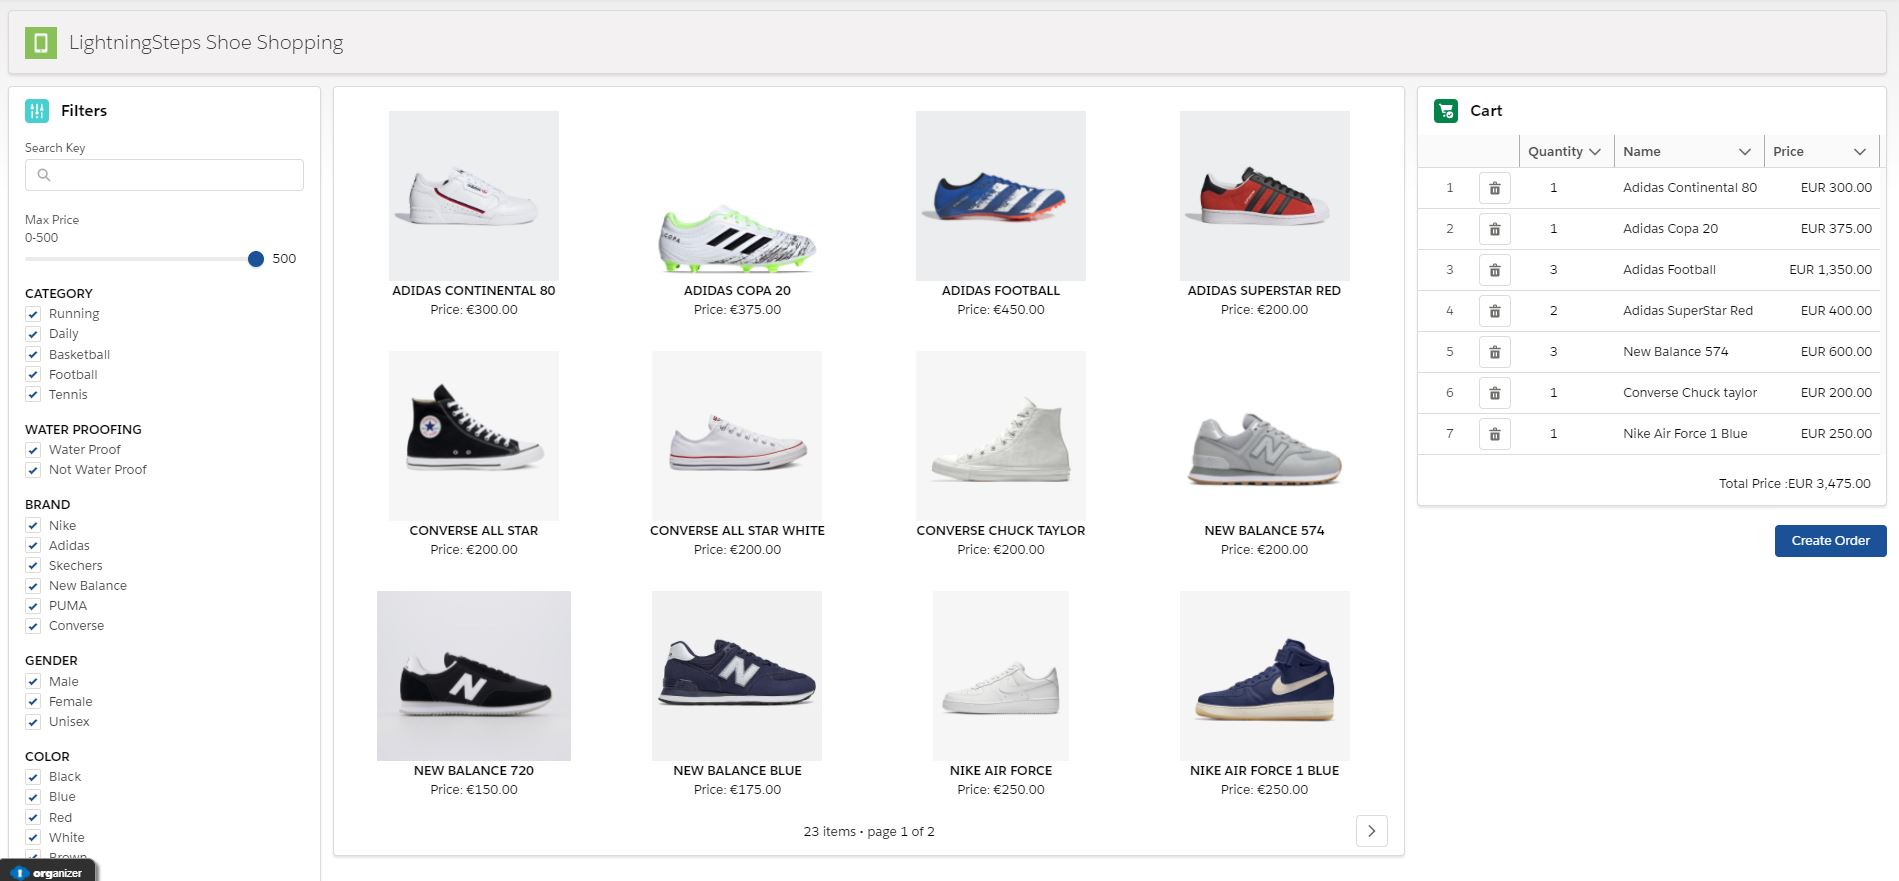 LightningSteps Shoe Shopping
Filters
Search Key
Max Price
0-500
500
CATEGORY
Running
Daily
Basketball
Football
Tennis
WATER PROOFING
Water Proof
Not Water Proof
BRAND
Nike
Adidas
Skechers
New Balance
PUMA
Converse
GENDER
Male
Female
Unisex
COLOR
Black
Blue
Red
White
Brown
organizer
ADIDAS CONTINENTAL 80
Price: €300.00
COPA
ADIDAS COPA 20
Price: €375.00
ADIDAS FOOTBALL
Price: €450.00
ADIDAS SUPERSTAR RED
Price: €200.00
CONVERSE ALL STAR
Price: €200.00
CONVERSE ALL STAR WHITE
Price: €200.00
CONVERSE CHUCK TAYLOR
Price: €200.00
N
NEW BALANCE 574
Price: €200.00
N
NEW BALANCE 720
Price: €150.00
N
NEW BALANCE BLUE
Price: €175.00
NIKE AIR FORCE
Price: €250.00
NIKE AIR FORCE 1 BLUE
Price: €250.00
23 items • page 1 of 2
Cart
Quantity Name Price
1 1 Adidas Continental 80 EUR 300.00
2 1 Adidas Copa 20 EUR 375.00
3 3 Adidas Football EUR 1,350.00
4 2 Adidas SuperStar Red EUR 400.00
5 3 New Balance 574 EUR 600.00
6 1 Converse Chuck taylor EUR 200.00
7 1 Nike Air Force 1 Blue EUR 250.00
Total Price :EUR 3,475.00
Create Order